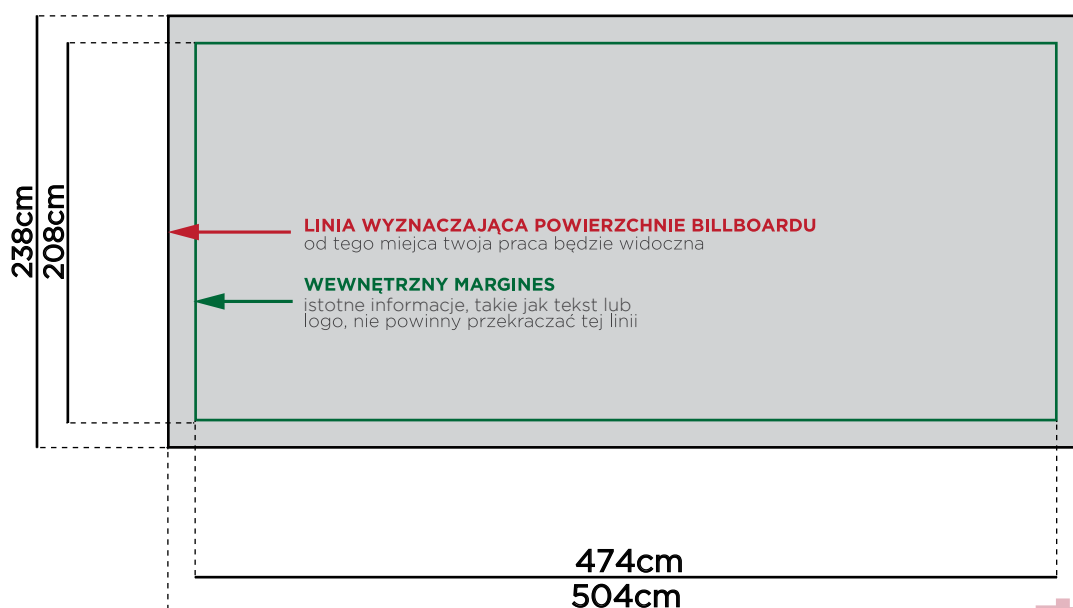 238cm
208cm
LINIA WYZNACZAJĄCA POWIERZCHNIE BILLBOARDU
od tego miejca twoja praca będzie widoczna
WEWNĘTRZNY MARGINES
istotne informacje, takie jak tekst lub
logo, nie powinny przekraczać tej linii
474cm
504cm